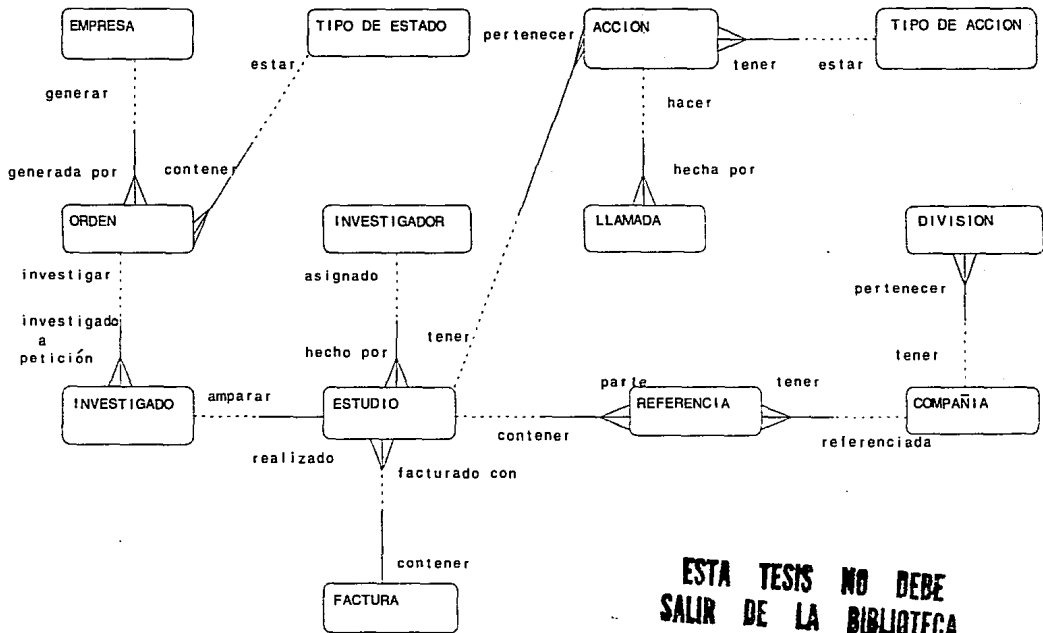 EMPRESA
TIPO DE ESTADO
pertenecer
ACCION
TIPO DE ACCION
estar
tener
estar
generar
hacer
generada por
contener
hecha por
ORDEN
INVESTIGADOR
LLAMADA
DIVISION
investigar
asignado
pertenecer
investigado
a
petición
tener
hecho por
tener
parte
tener
INVESTIGADO
amparar
ESTUDIO
REFERENCIA
COMPAÑIA
contener
referenciada
realizado
facturado con
contener
FACTURA
ESTA TESIS NO DEBE
SALIR DE LA BIBLIOTECA